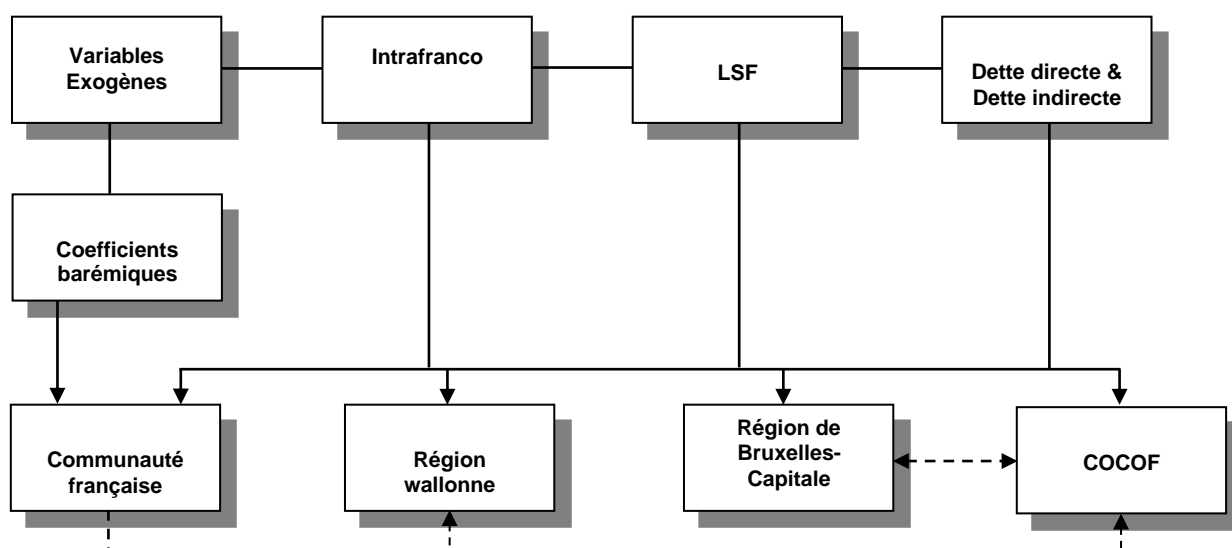 Variables
Exogènes
Intrafranco
LSF
Dette directe &
Dette indirecte
Coefficients
barémiques
Communauté
française
Région
wallonne
Région de
Bruxelles-
Capitale
COCOF